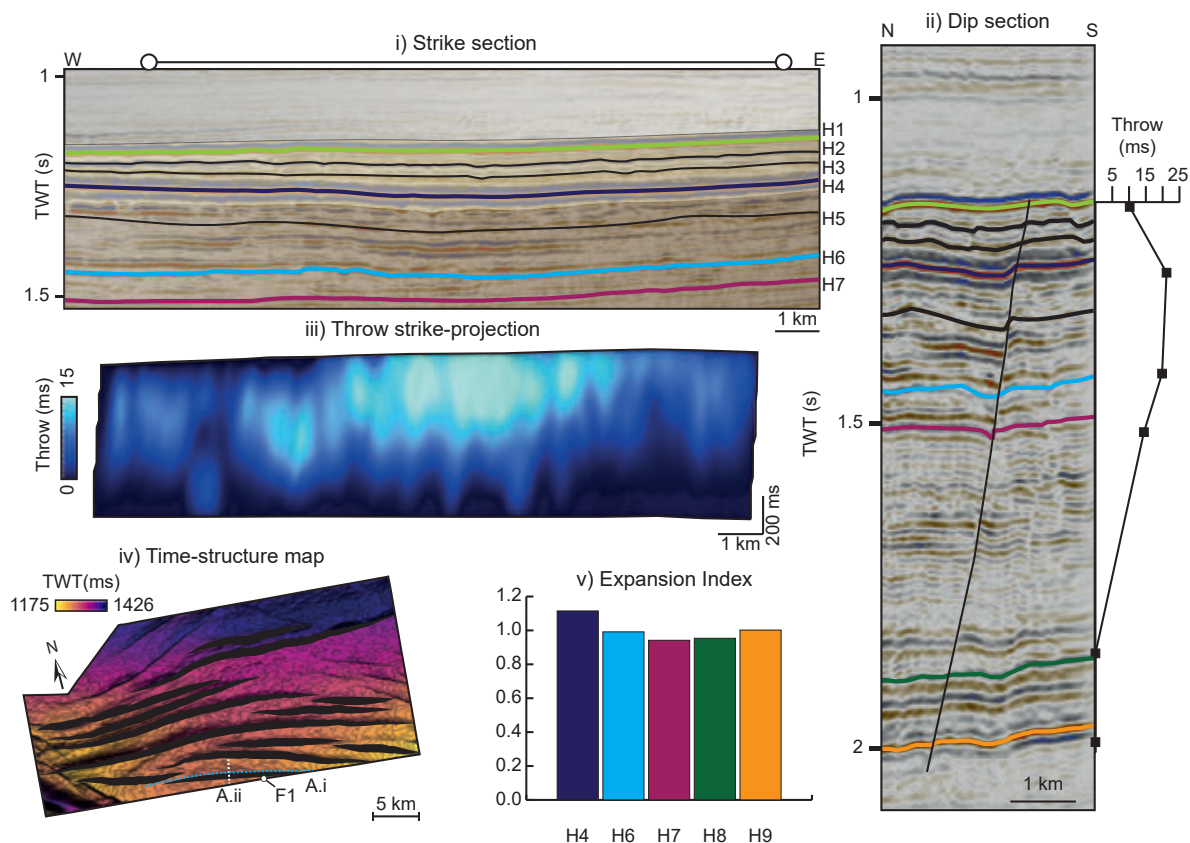 i) Strike section
W
E
1
1.5
TWT (s)
H1
H2
H3
H4
H5
H6
H7
1 km
ii) Dip section
N
S
1
1.5
2
TWT (s)
Throw
(ms)
5 15 25
1 km
iii) Throw strike-projection
Throw (ms)
0
15
1 km
200 ms
iv) Time-structure map
TWT(ms)
1175
1426
N
A.ii
F1
A.i
5 km
v) Expansion Index
1.2
1.0
0.8
0.6
0.4
0.2
0.0
H4 H6 H7 H8 H9